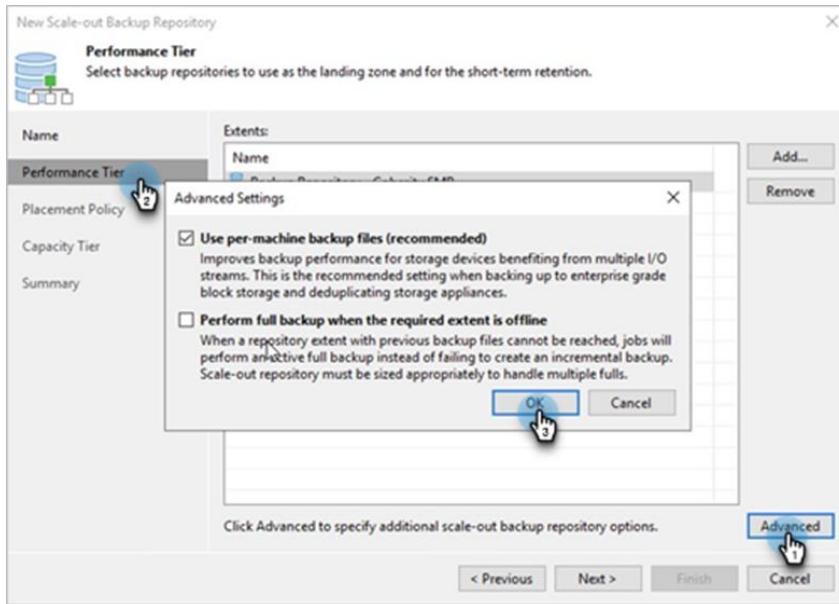 New Scale-out Backup Repository
Performance Tier
Select backup repositories to use as the landing zone and for the short-term retention.
Name
Performance Tier
2
Placement Policy
Capacity Tier
Summary
Extents:
Name
Add...
Remove
Advanced Settings
Use per-machine backup files (recommended)
Improves backup performance for storage devices benefiting from multiple I/O
streams. This is the recommended setting when backing up to enterprise grade
block storage and deduplicating storage appliances.
Perform full backup when the required extent is offline
When a repository extent with previous backup files cannot be reached, jobs will
perform an active full backup instead of failing to create an incremental backup.
Scale-out repository must be sized appropriately to handle multiple fulls.
OK
3
Cancel
Click Advanced to specify additional scale-out backup repository options.
Advanced
1
< Previous
Next >
Finish
Cancel